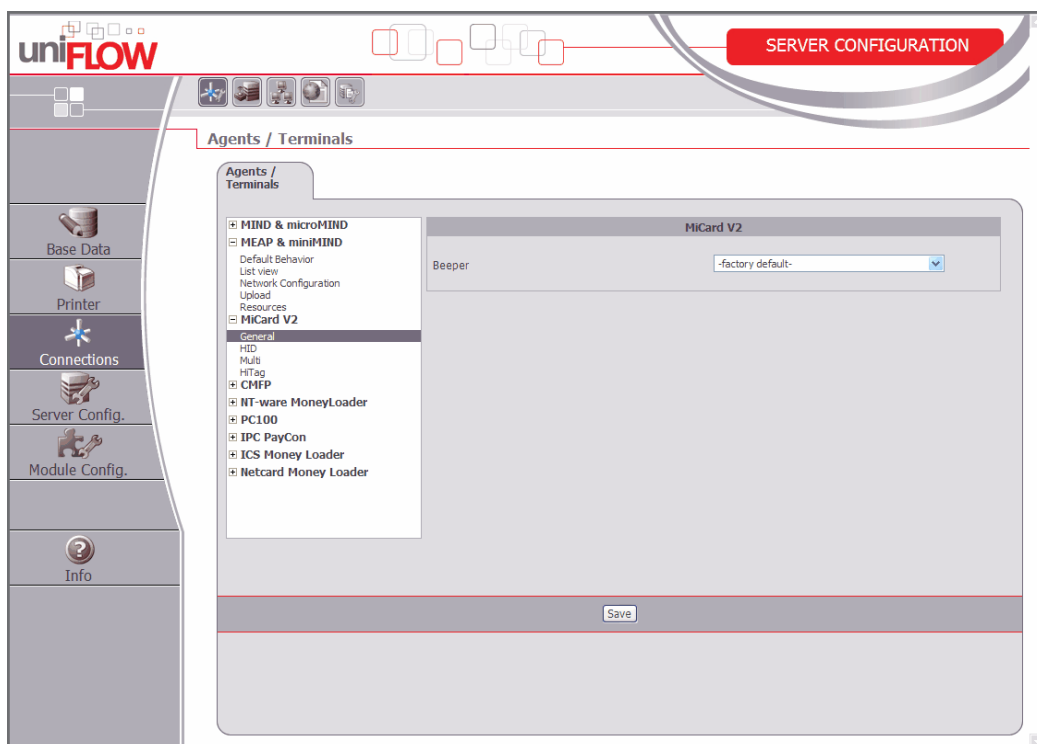 uniFLOW
SERVER CONFIGURATION
Agents / Terminals
Agents /
Terminals
Base Data
Printer
Connections
Server Config.
Module Config.
Info
MIND & microMIND
MEAP & miniMIND
Default Behavior
List view
Network Configuration
Upload
Resources
MiCard V2
General
HID
Multi
HiTag
CMFP
NT-ware MoneyLoader
PC100
IPC PayCon
ICS Money Loader
Netcard Money Loader
MiCard V2
Beeper
-factory default-
Save